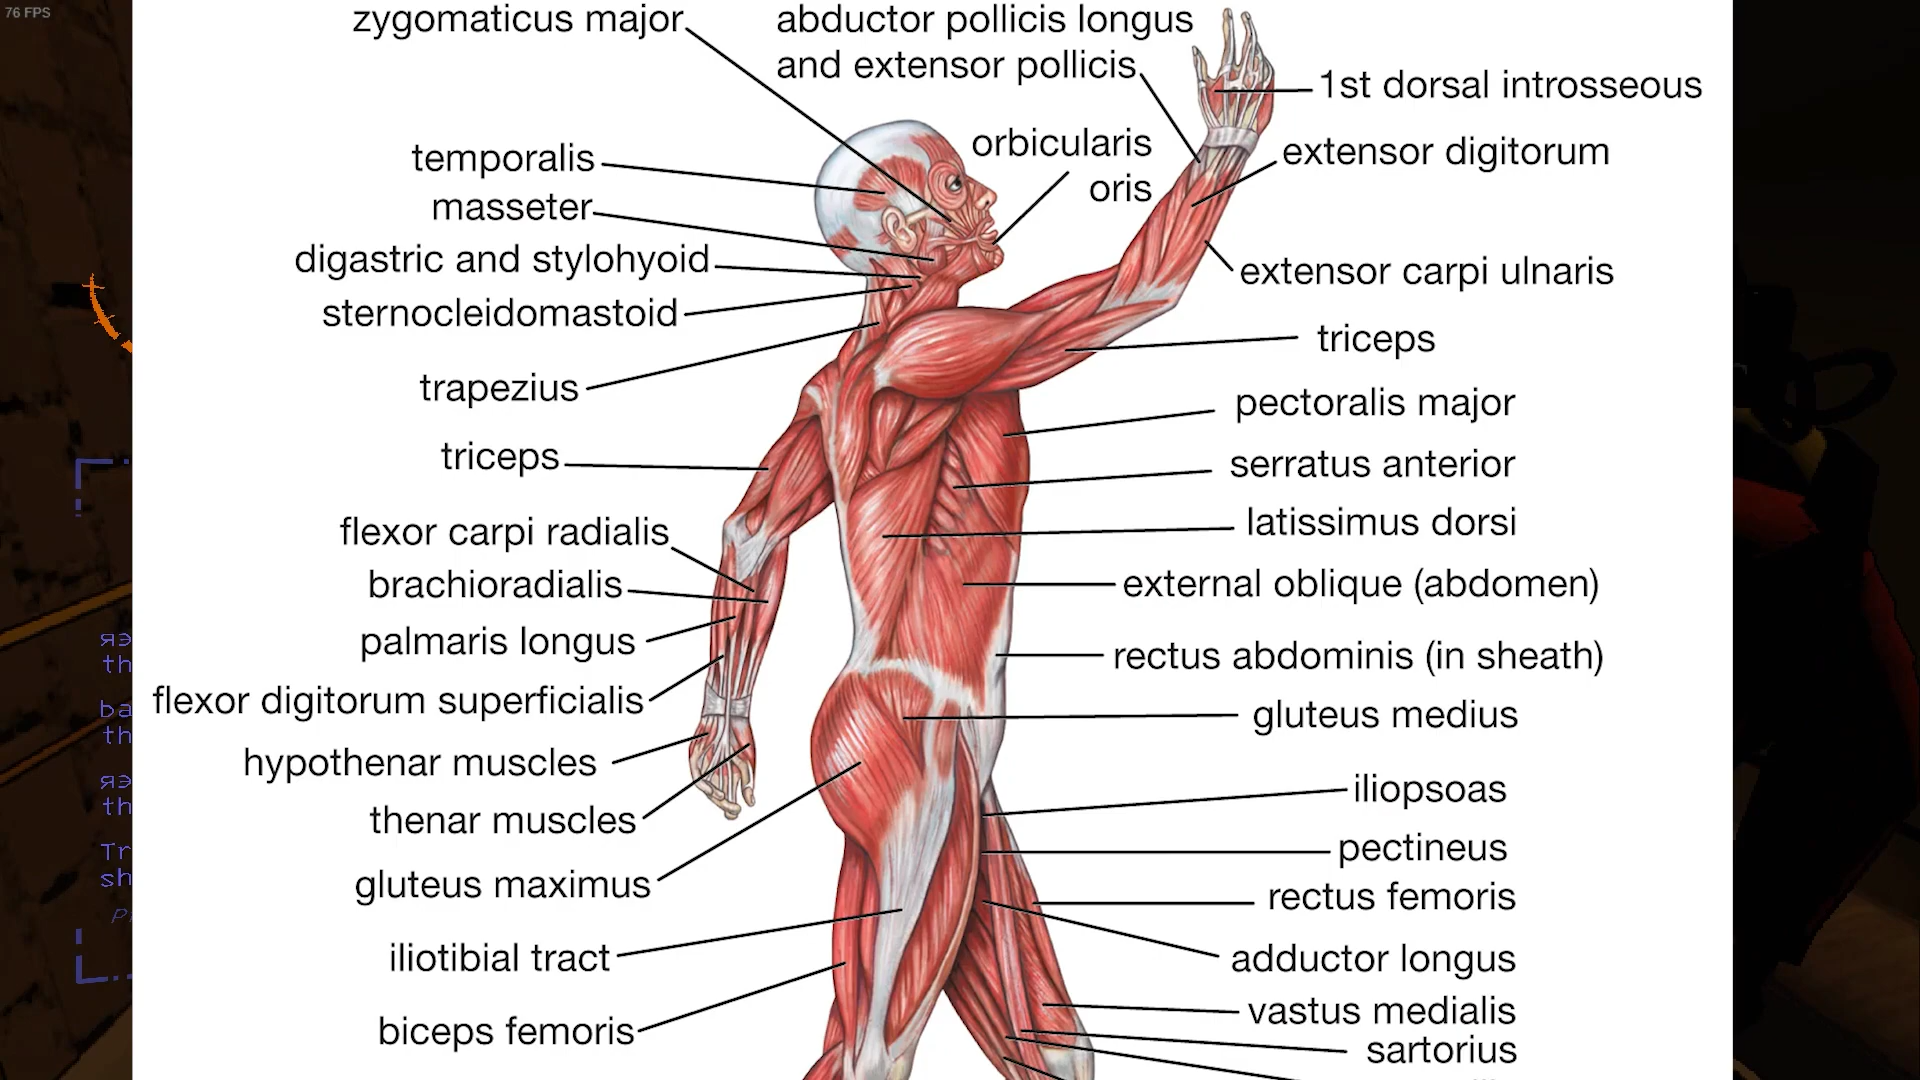 76 FPS
zygomaticus major
abductor pollicis longus
and extensor pollicis
1st dorsal introsseous
orbicularis
oris
extensor digitorum
temporalis
masseter
digastric and stylohyoid
extensor carpi ulnaris
sternocleidomastoid
triceps
trapezius
pectoralis major
triceps
serratus anterior
latissimus dorsi
flexor carpi radialis
brachioradialis
external oblique (abdomen)
palmaris longus
rectus abdominis (in sheath)
flexor digitorum superficialis
gluteus medius
hypothenar muscles
iliopsoas
thenar muscles
pectineus
gluteus maximus
rectus femoris
iliotibial tract
adductor longus
vastus medialis
biceps femoris
sartorius